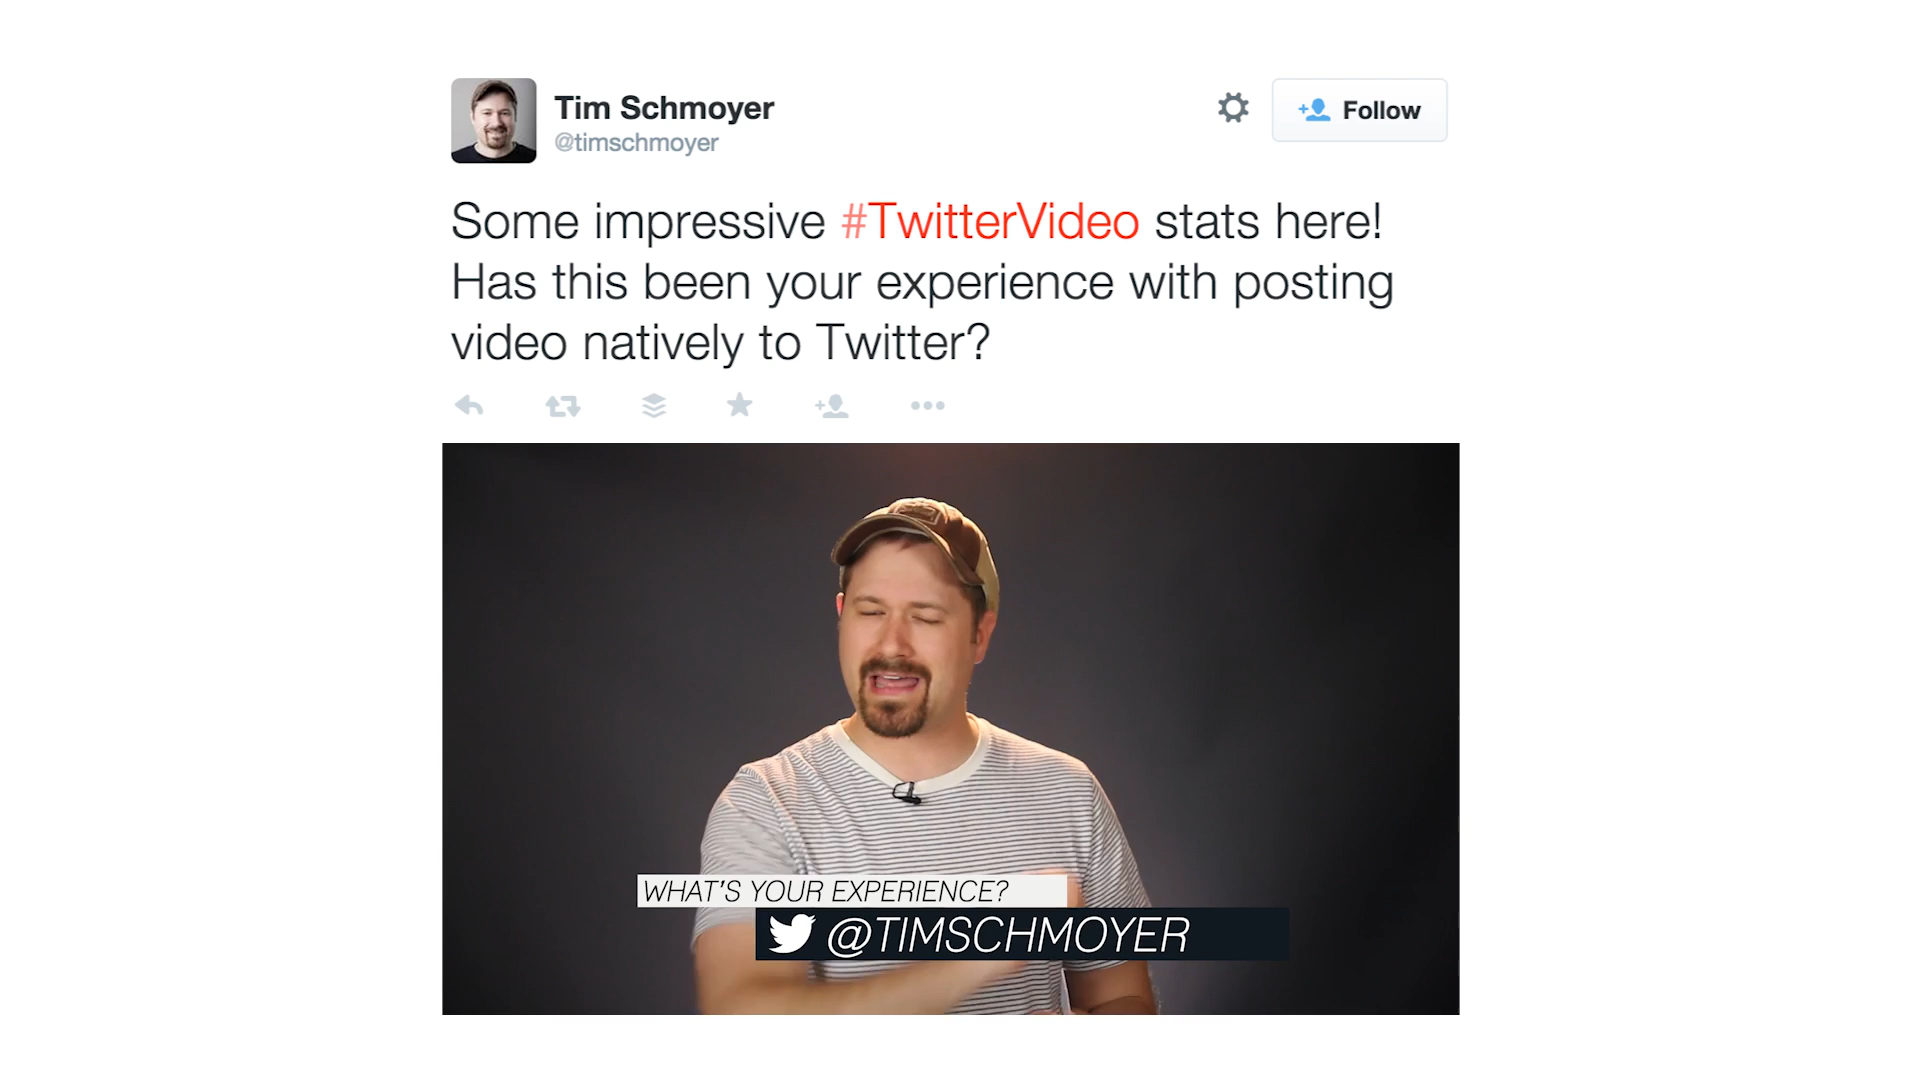 Tim Schmoyer
@timschmoyer
Follow
Some impressive #TwitterVideo stats here!
Has this been your experience with posting
video natively to Twitter?
WHAT'S YOUR EXPERIENCE?
@TIMSCHMOYER